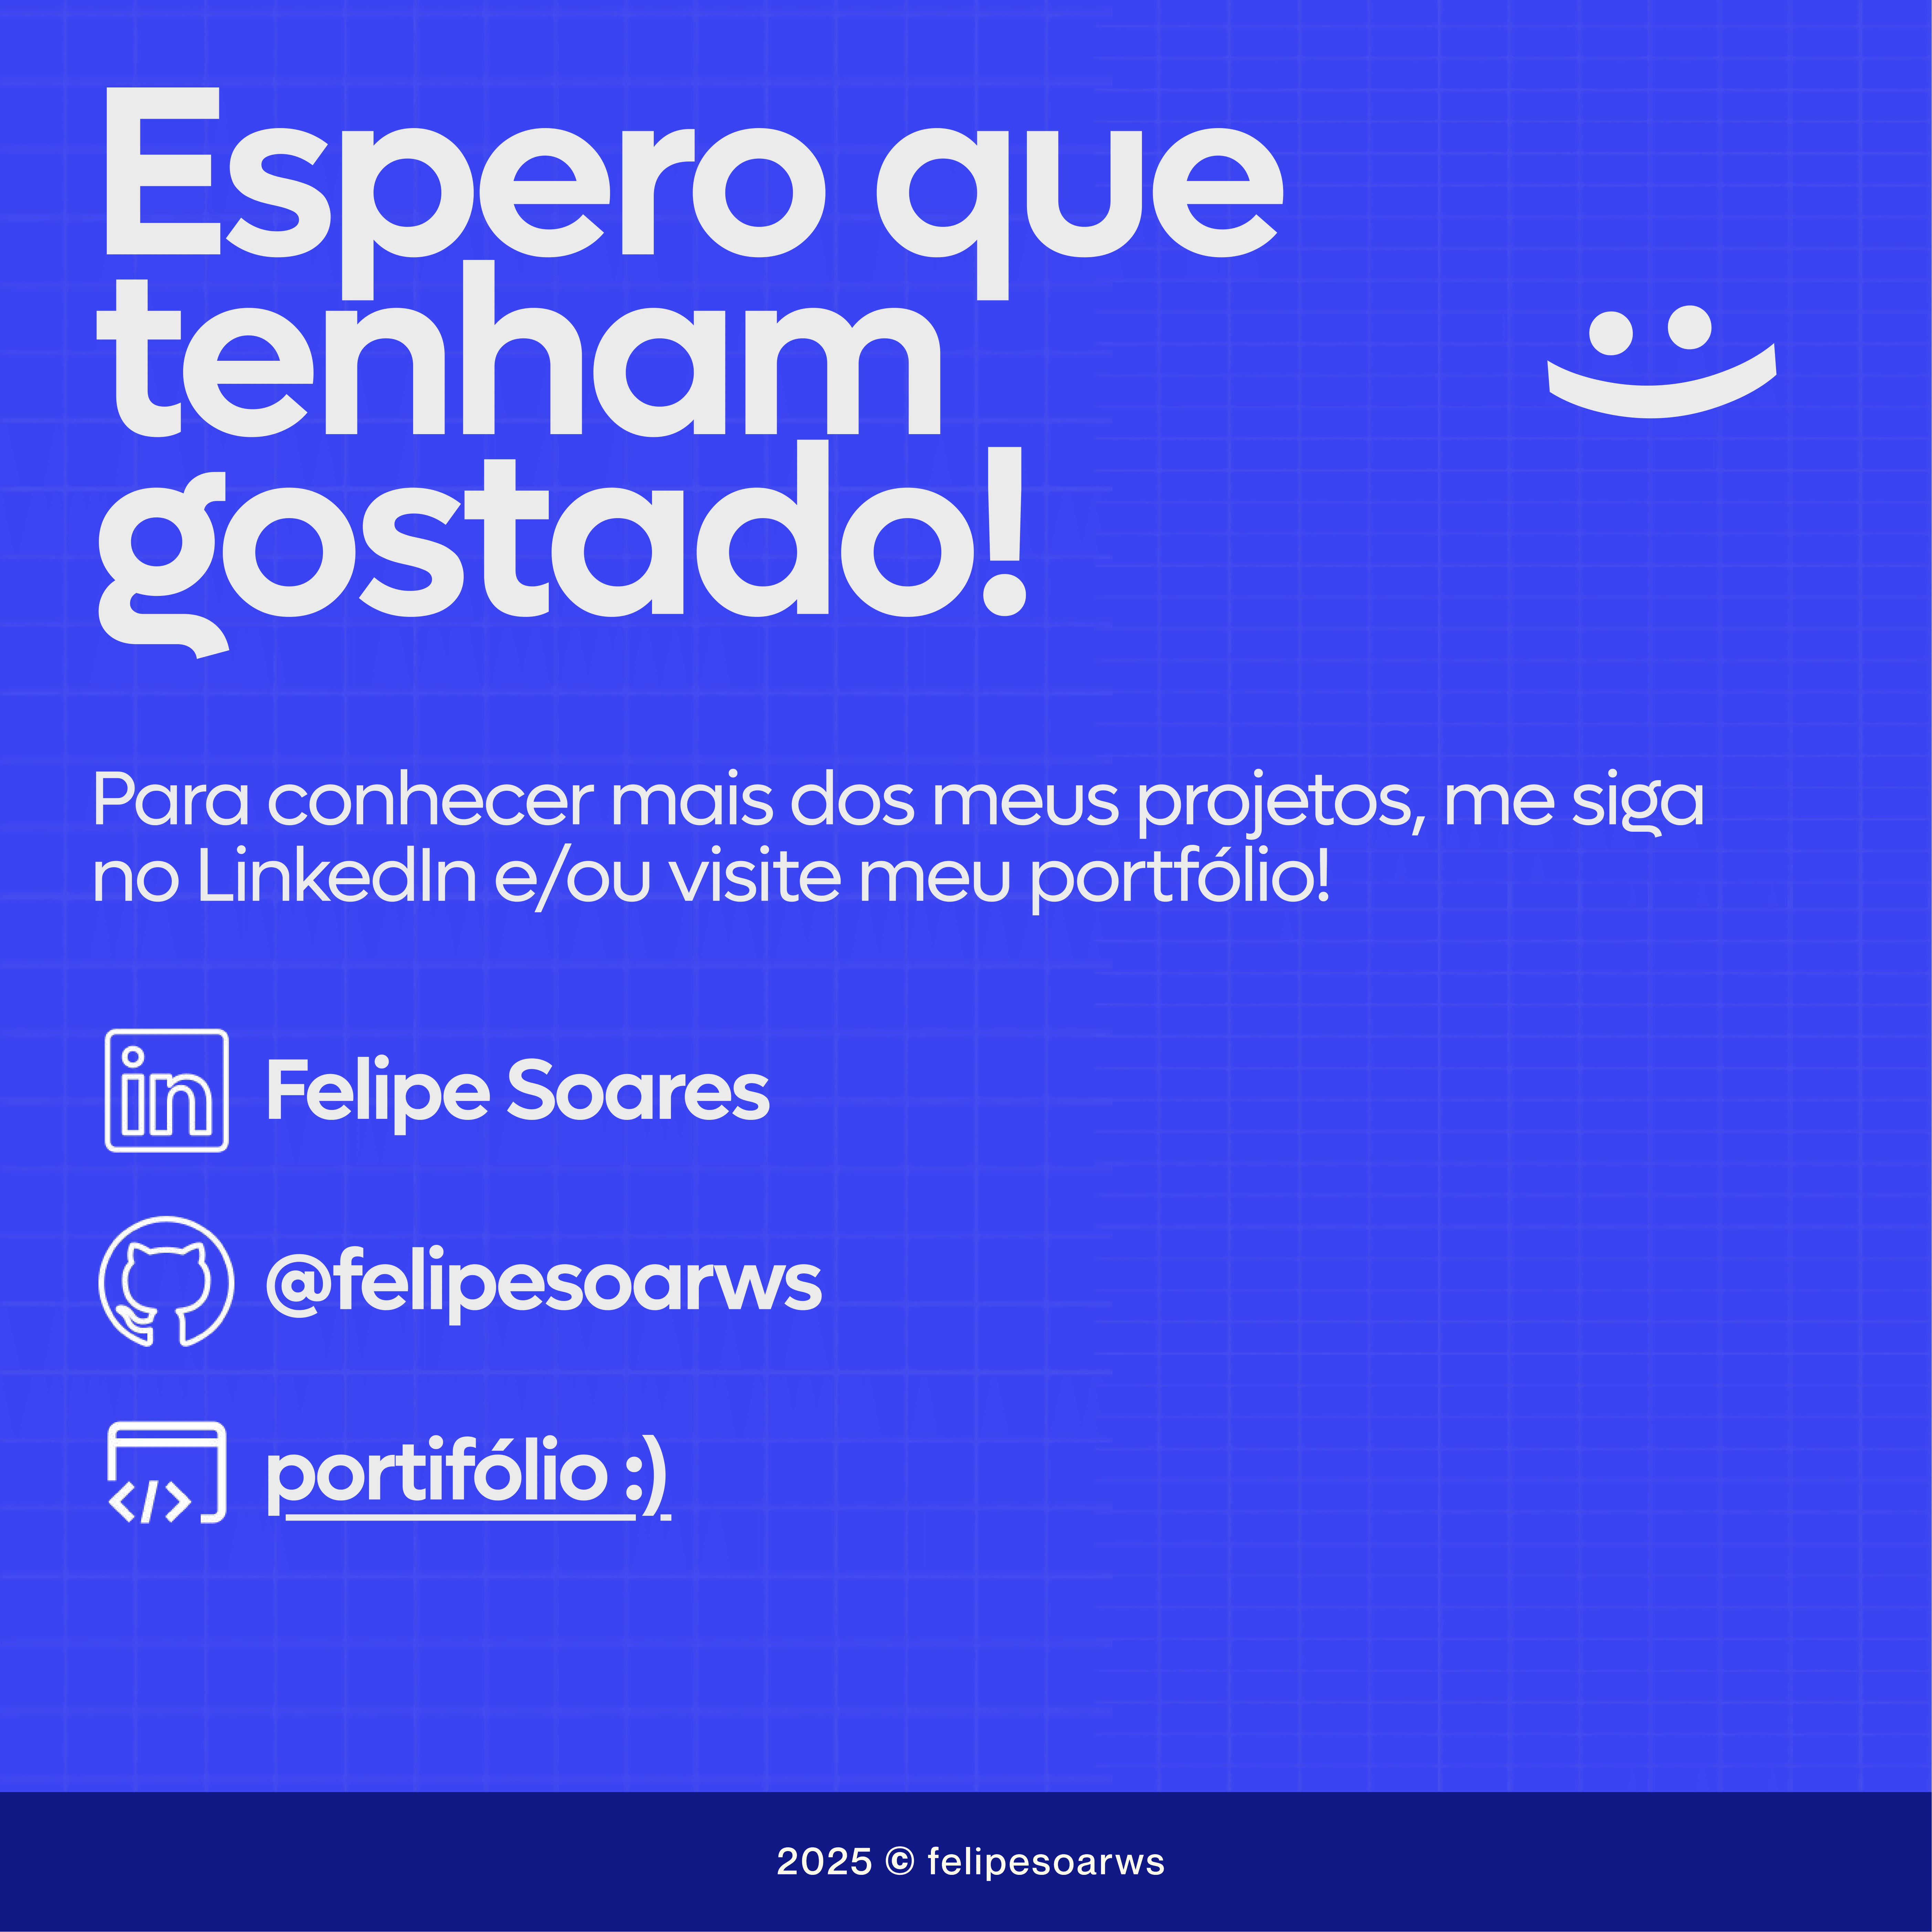 Espero que
tenham
gostado!
Para conhecer mais dos meus projetos, me siga
no LinkedIn e/ou visite meu portfólio!
in Felipe Soares
@felipesoarws
</> portifólio :)
2025 © felipesoarws